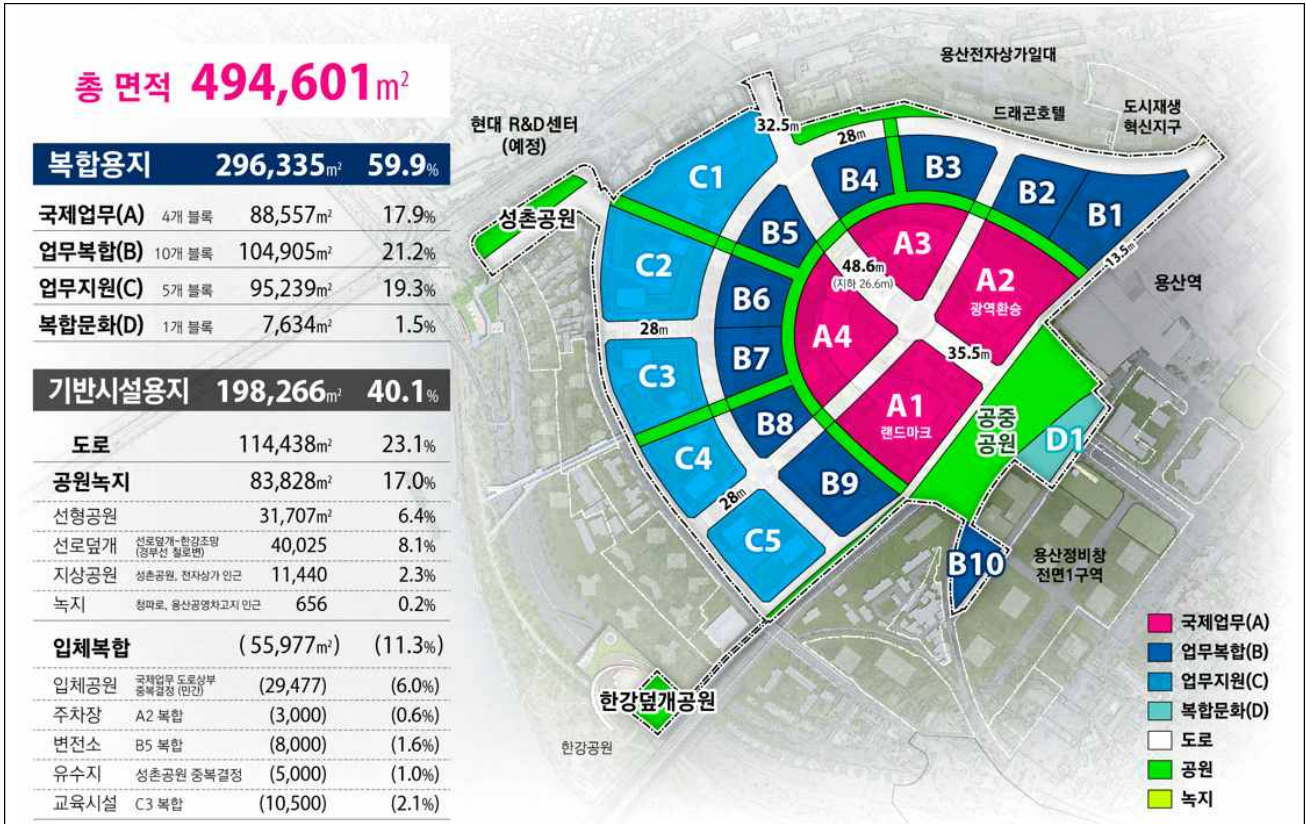 총 면적 494,601m²
복합용지 296,335m² 59.9%
국제업무(A) 4개 블록 88,557m² 17.9%
업무복합(B) 10개 블록 104,905m² 21.2%
업무지원(C) 5개 블록 95,239m² 19.3%
복합문화(D) 1개 블록 7,634m² 1.5%
기반시설용지 198,266m² 40.1%
도로 114,438m² 23.1%
공원녹지 83,828m² 17.0%
선형공원 31,707m² 6.4%
선로덮개 선로덮개~한강조망
(경부선 철로변) 40,025 8.1%
지상공원 성촌공원, 전자상가 인근 11,440 2.3%
녹지 청파로, 용산공영차고지 인근 656 0.2%
입체복합 (55,977m²) (11.3%)
입체공원 국제업무 도로상부
중복결정 (민간) (29,477) (6.0%)
주차장 A2 복합 (3,000) (0.6%)
변전소 B5 복합 (8,000) (1.6%)
유수지 성촌공원 중복결정 (5,000) (1.0%)
교육시설 C3 복합 (10,500) (2.1%)
용산전자상가일대
현대 R&D센터
(예정)
32.5m
드래곤호텔
도시재생
혁신지구
28m
C1
B4
B3
B2
B1
성촌공원
B5
A3
13.5m
C2
48.6m
(지하 26.6m)
A2
광역환승
용산역
B6
28m
A4
35.5m
B7
C3
A1
랜드마크
공중
공원
D1
B8
C4
B9
28m
C5
B10
용산정비창
전면1구역
한강덮개공원
한강공원
국제업무(A)
업무복합(B)
업무지원(C)
복합문화(D)
도로
공원
녹지